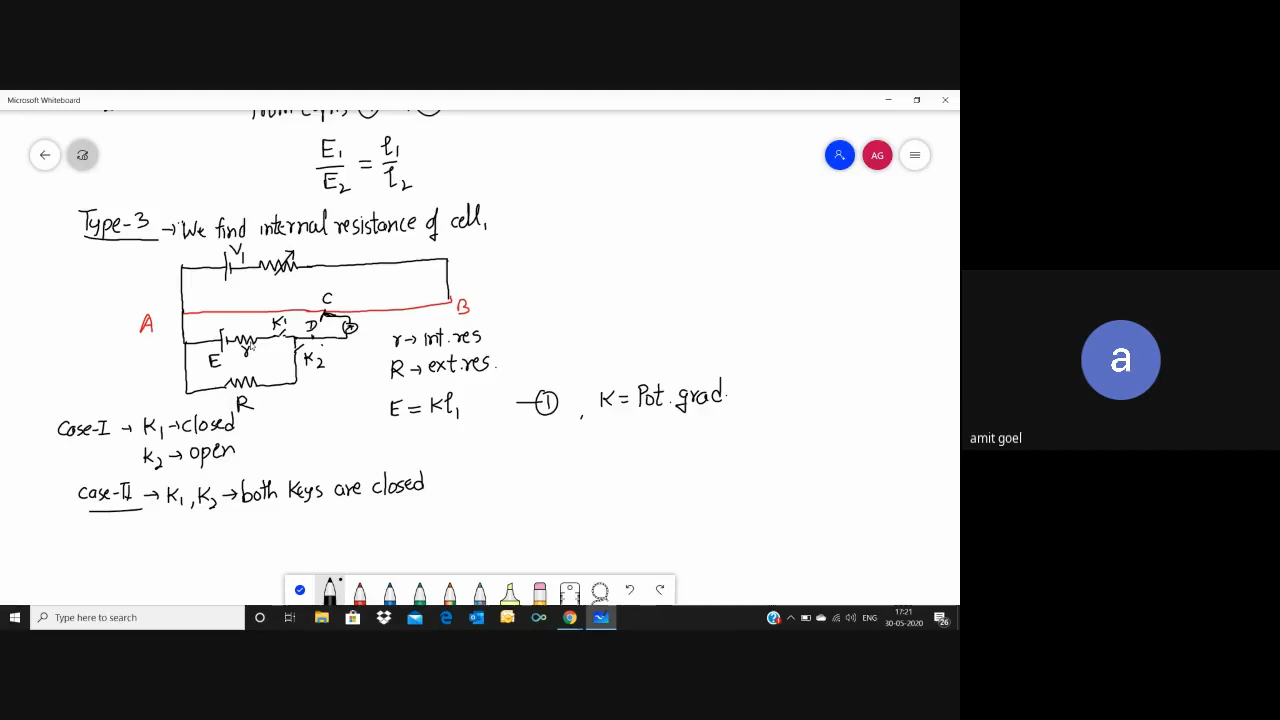 Microsoft Whiteboard
AG
E1/E2 = l1/l2
Type-3 → We find internal resistance of cell,
V1
C
A
B
K1
D
E
r
K2
R
r → int.res
R → ext.res.
E = Kl1 —①, K = Pot. grad.
Case-I → K1 → closed
K2 → open
Case-II → K1, K2 → both keys are closed
a
amit goel
Type here to search
ENG
17:21
30-05-2020
26